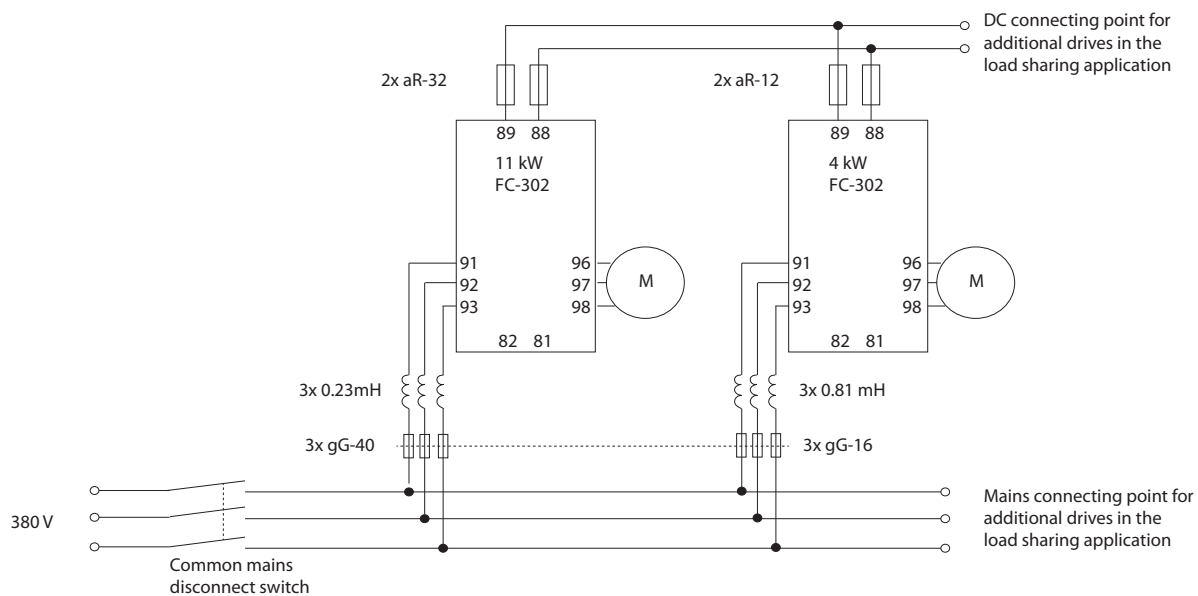 DC connecting point for
additional drives in the
load sharing application
2x aR-32
2x aR-12
89 88
89 88
11 kW
FC-302
4 kW
FC-302
91
92
93
96
97
98
M
91
92
93
96
97
98
M
82 81
82 81
3x 0.23mH
3x 0.81 mH
3x gG-40
3x gG-16
380 V
Mains connecting point for
additional drives in the
load sharing application
Common mains
disconnect switch